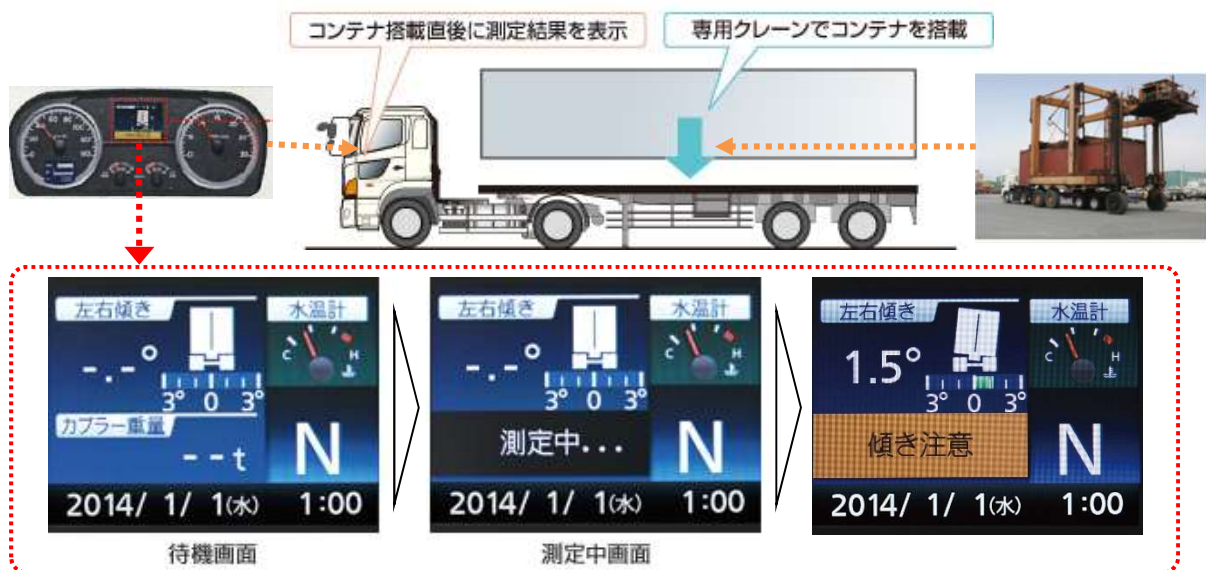 コンテナ搭載直後に測定結果を表示
専用クレーンでコンテナを搭載
左右傾き
水温計
-.-°
C
H
3° 0 3°
カプラー重量
--t
N
2014/ 1/ 1(水) 1:00
待機画面
左右傾き
水温計
-.-°
C
H
3° 0 3°
測定中...
N
2014/ 1/ 1(水) 1:00
測定中画面
左右傾き
水温計
1.5°
C
H
3° 0 3°
傾き注意
N
2014/ 1/ 1(水) 1:00